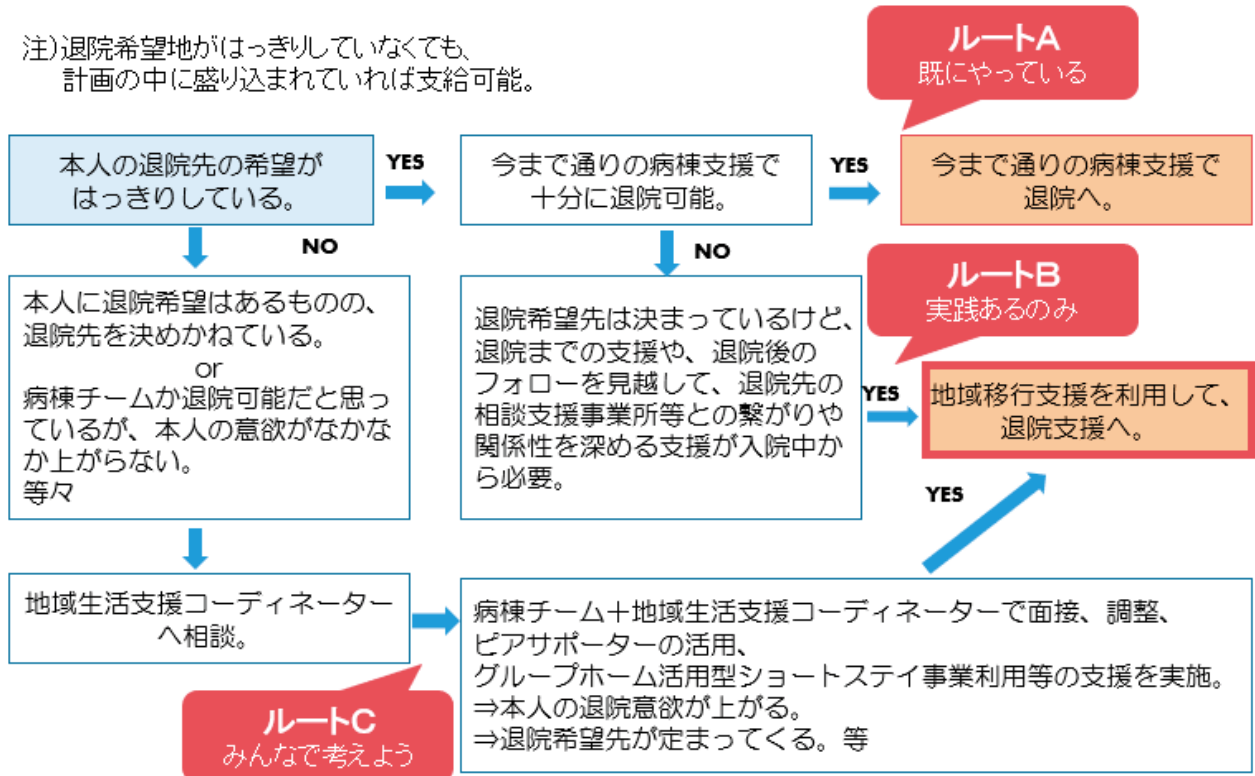 注)退院希望地がはっきりしていなくても、
計画の中に盛り込まれていれば支給可能。
ルートA
既にやっている
本人の退院先の希望が
はっきりしている。
YES
今まで通りの病棟支援で
十分に退院可能。
YES
今まで通りの病棟支援で
退院へ。
NO
NO
本人に退院希望はあるものの、
退院先を決めかねている。
or
病棟チームか退院可能だと思っ
ているが、本人の意欲がなかな
か上がらない。
等々
退院希望先は決まっているけど、
退院までの支援や、退院後の
フォローを見越して、退院先の
相談支援事業所等との繋がりや
関係性を深める支援が入院中か
ら必要。
ルートB
実践あるのみ
YES
地域移行支援を利用して、
退院支援へ。
YES
地域生活支援コーディネーター
へ相談。
ルートC
みんなで考えよう
病棟チーム+地域生活支援コーディネーターで面接、調整、
ピアサポーターの活用、
グループホーム活用型ショートステイ事業利用等の支援を実施。
⇒本人の退院意欲が上がる。
⇒退院希望先が定まってくる。等